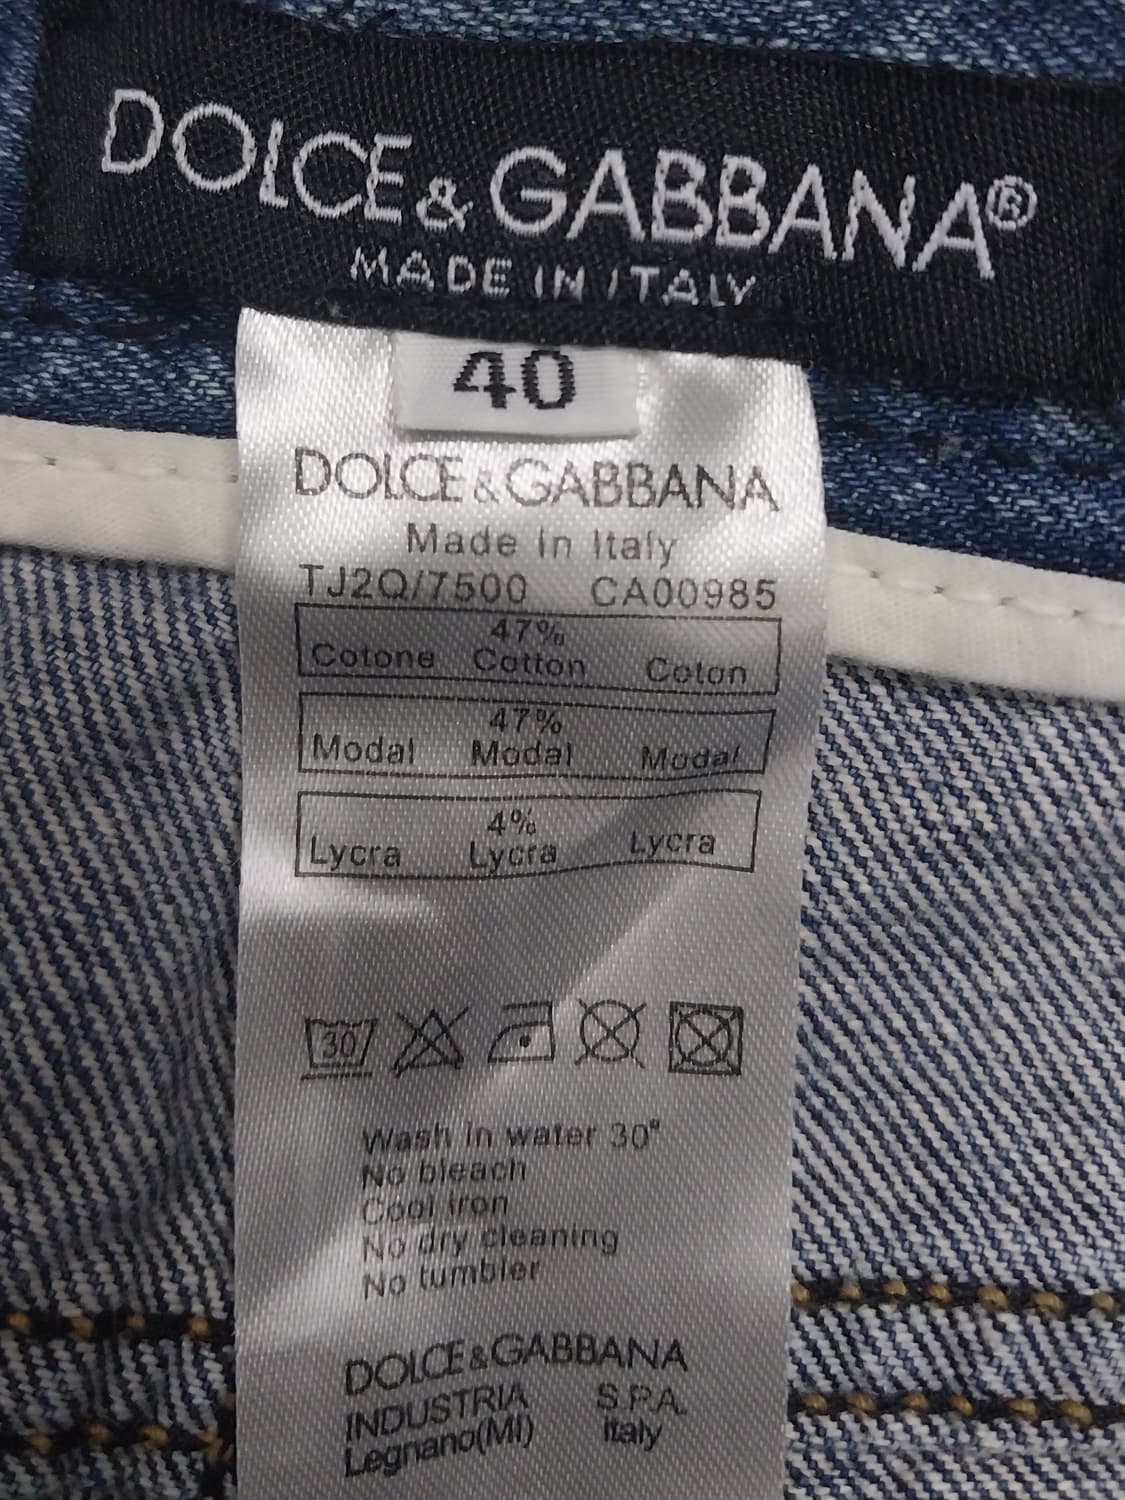 DOLCE & GABBANA®
MADE IN ITALY
40
DOLCE & GABBANA
Made in Italy
TJ2Q/7500 CA00985
47%
Cotone Cotton Coton
47%
Modal Modal Modal
4%
Lycra Lycra Lycra
30
Wash in water 30°
No bleach
Cool iron
No dry cleaning
No tumbler
DOLCE & GABBANA
INDUSTRIA S.P.A.
Legnano(MI) Italy